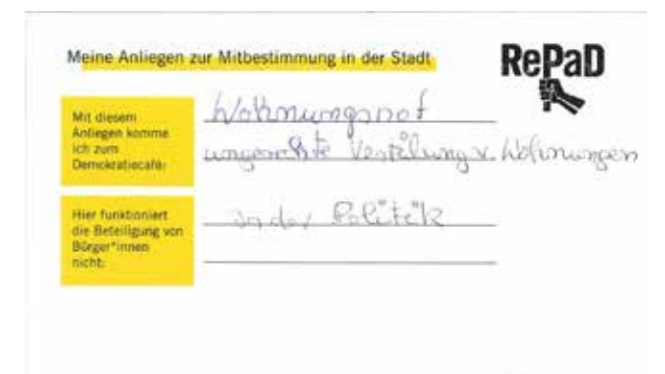 Meine Anliegen zur Mitbestimmung in der Stadt
RePaD
Mit diesem
Anliegen komme
ich zum
Demokratiecafé:
Wohnungsnot
ungerechte Verteilung v. Wohnungen
Hier funktioniert
die Beteiligung von
Bürger*innen
nicht:
in der Politik